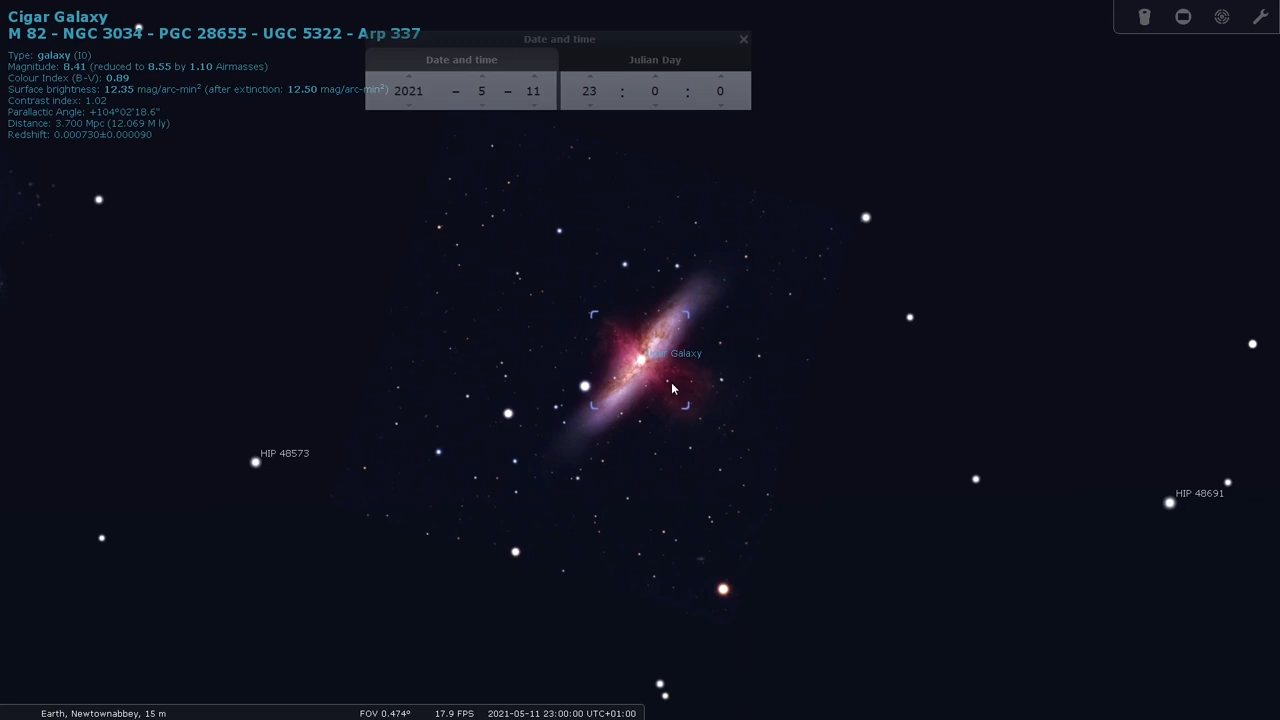 Cigar Galaxy
M 82 - NGC 3034 - PGC 28655 - UGC 5322 - Arp 337
Type: galaxy (I0)
Magnitude: 8.41 (reduced to 8.55 by 1.10 Airmasses)
Colour Index (B-V): 0.89
Surface brightness: 12.35 mag/arc-min² (after extinction: 12.50 mag/arc-min²)
Contrast index: 1.02
Parallactic Angle: +104°02'18.6"
Distance: 3.700 Mpc (12.069 M ly)
Redshift: 0.000730±0.000090
Date and time
Date and time Julian Day
2021 - 5 - 11 23 : 0 : 0
Galaxy
HIP 48573
HIP 48691
Earth, Newtownabbey, 15 m FOV 0.474° 17.9 FPS 2021-05-11 23:00:00 UTC+01:00